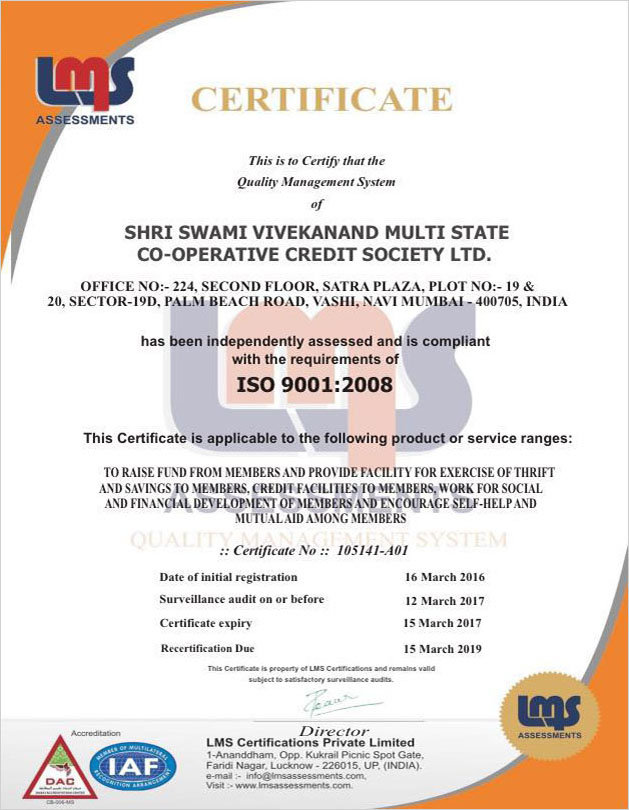 LMS
ASSESSMENTS
CERTIFICATE
This is to Certify that the
Quality Management System
of
SHRI SWAMI VIVEKANAND MULTI STATE
CO-OPERATIVE CREDIT SOCIETY LTD.
OFFICE NO:- 224, SECOND FLOOR, SATRA PLAZA, PLOT NO:- 19 &
20, SECTOR-19D, PALM BEACH ROAD, VASHI, NAVI MUMBAI - 400705, INDIA
has been independently assessed and is compliant
with the requirements of
ISO 9001:2008
This Certificate is applicable to the following product or service ranges:
TO RAISE FUND FROM MEMBERS AND PROVIDE FACILITY FOR EXERCISE OF THRIFT
AND SAVINGS TO MEMBERS, CREDIT FACILITIES TO MEMBERS, WORK FOR SOCIAL
AND FINANCIAL DEVELOPMENT OF MEMBERS AND ENCOURAGE SELF-HELP AND
MUTUAL AID AMONG MEMBERS
LMS
ASSESSMENTS
QUALITY MANAGEMENT SYSTEM
:: Certificate No :: 105141-A01
Date of initial registration 16 March 2016
Surveillance audit on or before 12 March 2017
Certificate expiry 15 March 2017
Recertification Due 15 March 2019
This Certificate is property of LMS Certifications and remains valid
subject to satisfactory surveillance audits.
Director
LMS Certifications Private Limited
1-Ananddham, Opp. Kukrail Picnic Spot Gate,
Faridi Nagar, Lucknow - 226015, UP, (INDIA).
e-mail :- info@lmsassessments.com,
Visit :- www.lmsassessments.com.
Accreditation
DAC
CB-006-MS
MEMBER OF MULTILATERAL
IAF
RECOGNITION ARRANGEMENT
LMS
ASSESSMENTS